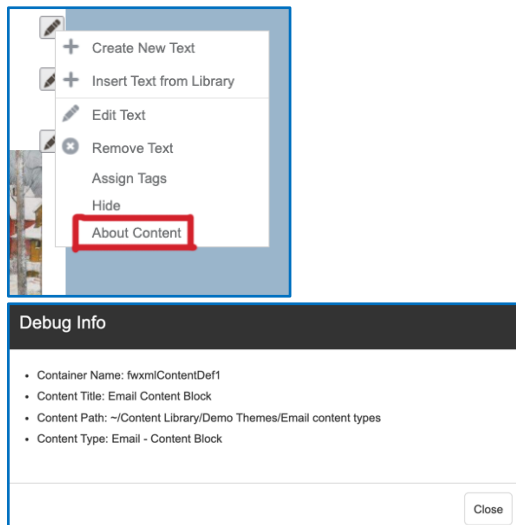 Create New Text
Insert Text from Library
Edit Text
Remove Text
Assign Tags
Hide
About Content
Debug Info
• Container Name: fwxmlContentDef1
• Content Title: Email Content Block
• Content Path: ~/Content Library/Demo Themes/Email content types
• Content Type: Email - Content Block
Close